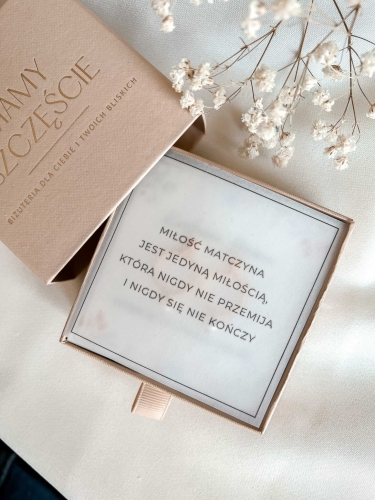 MAMY
SZCZĘŚCIE
BIŻUTERIA DLA CIEBIE I TWOICH BLISKICH
MIŁOŚĆ MATCZYNA
JEST JEDYNĄ MIŁOŚCIĄ,
KTÓRA NIGDY NIE PRZEMIJA
I NIGDY SIĘ NIE KOŃCZY